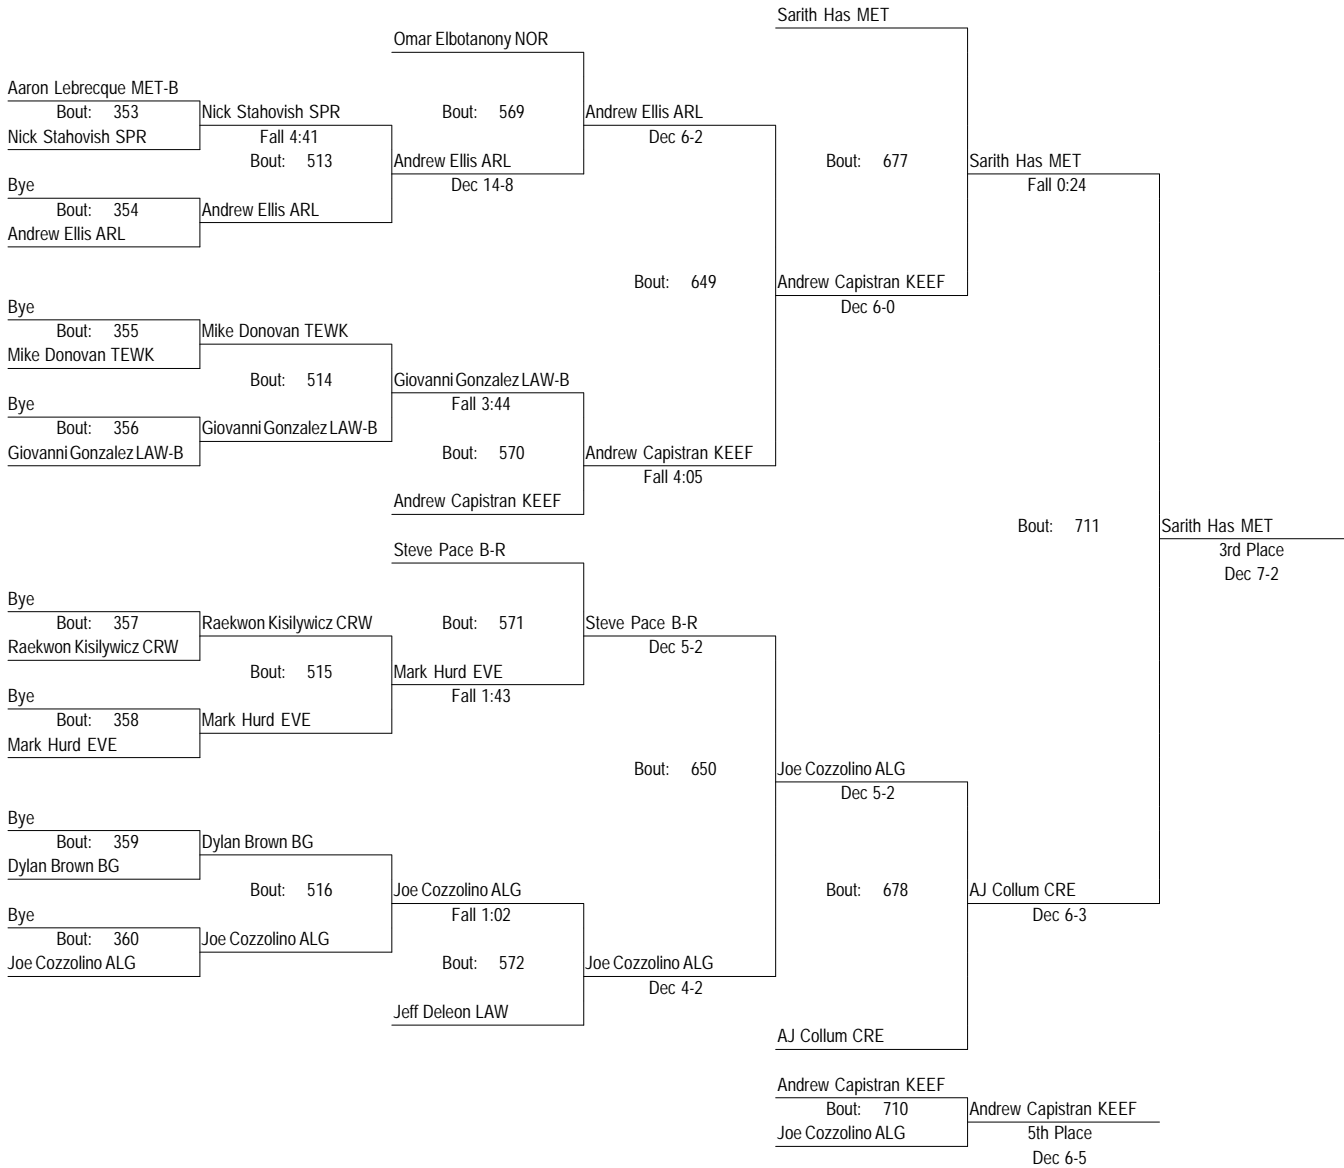 Sarith Has MET
Omar Elbotanony NOR
Aaron Lebrecque MET-B
Bout: 353
Nick Stahovish SPR
Bout: 569
Andrew Ellis ARL
Nick Stahovish SPR
Fall 4:41
Dec 6-2
Bout: 513
Andrew Ellis ARL
Bout: 677
Sarith Has MET
Bye
Dec 14-8
Fall 0:24
Bout: 354
Andrew Ellis ARL
Andrew Ellis ARL
Bout: 649
Andrew Capistran KEEF
Bye
Dec 6-0
Bout: 355
Mike Donovan TEWK
Mike Donovan TEWK
Bout: 514
Giovanni Gonzalez LAW-B
Bye
Fall 3:44
Bout: 356
Giovanni Gonzalez LAW-B
Giovanni Gonzalez LAW-B
Bout: 570
Andrew Capistran KEEF
Fall 4:05
Andrew Capistran KEEF
Bout: 711
Sarith Has MET
Steve Pace B-R
3rd Place
Dec 7-2
Bye
Bout: 357
Raekwon Kisilywicz CRW
Bout: 571
Steve Pace B-R
Raekwon Kisilywicz CRW
Dec 5-2
Bout: 515
Mark Hurd EVE
Bye
Fall 1:43
Bout: 358
Mark Hurd EVE
Mark Hurd EVE
Bout: 650
Joe Cozzolino ALG
Dec 5-2
Bye
Bout: 359
Dylan Brown BG
Dylan Brown BG
Bout: 516
Joe Cozzolino ALG
Bout: 678
AJ Collum CRE
Bye
Fall 1:02
Dec 6-3
Bout: 360
Joe Cozzolino ALG
Joe Cozzolino ALG
Bout: 572
Joe Cozzolino ALG
Dec 4-2
Jeff Deleon LAW
AJ Collum CRE
Andrew Capistran KEEF
Bout: 710
Andrew Capistran KEEF
Joe Cozzolino ALG
5th Place
Dec 6-5